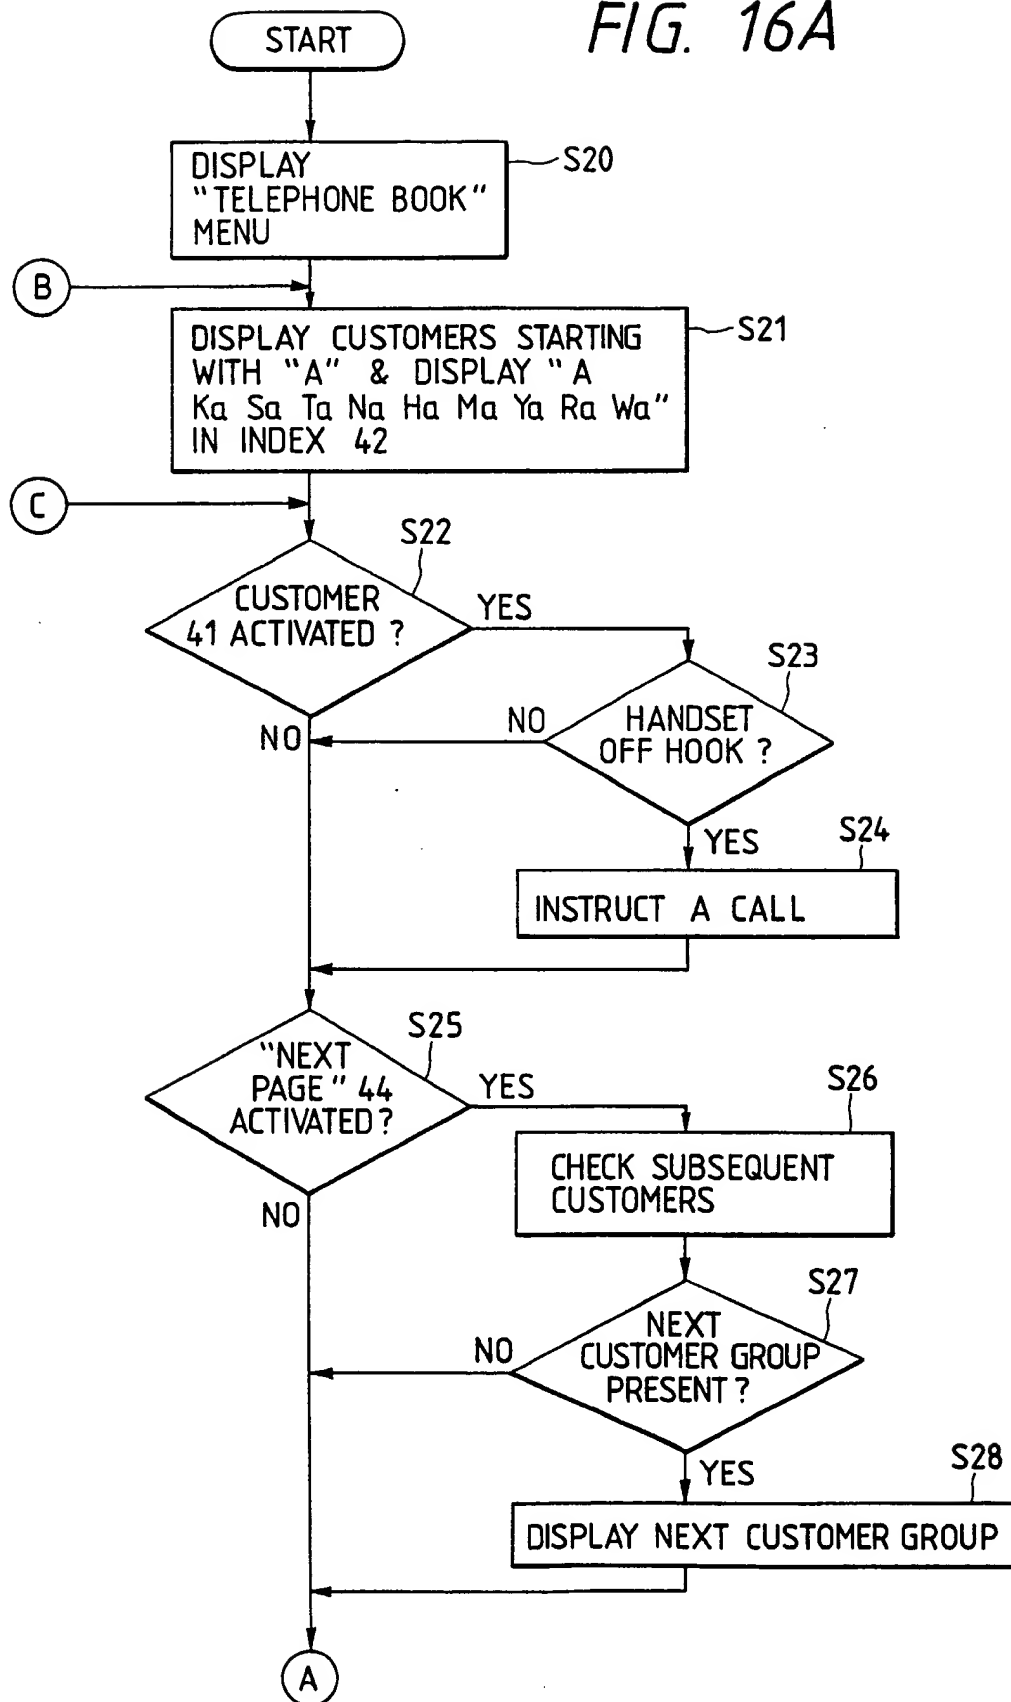 FIG. 16A
START
DISPLAY
"TELEPHONE BOOK"
MENU
S20
B
DISPLAY CUSTOMERS STARTING
WITH "A" & DISPLAY "A
Ka Sa Ta Na Ha Ma Ya Ra Wa"
IN INDEX 42
S21
C
S22
CUSTOMER
41 ACTIVATED ?
YES
NO
S23
HANDSET
OFF HOOK ?
NO
YES
S24
INSTRUCT A CALL
S25
"NEXT
PAGE" 44
ACTIVATED ?
YES
NO
S26
CHECK SUBSEQUENT
CUSTOMERS
S27
NEXT
CUSTOMER GROUP
PRESENT ?
NO
YES
S28
DISPLAY NEXT CUSTOMER GROUP
A